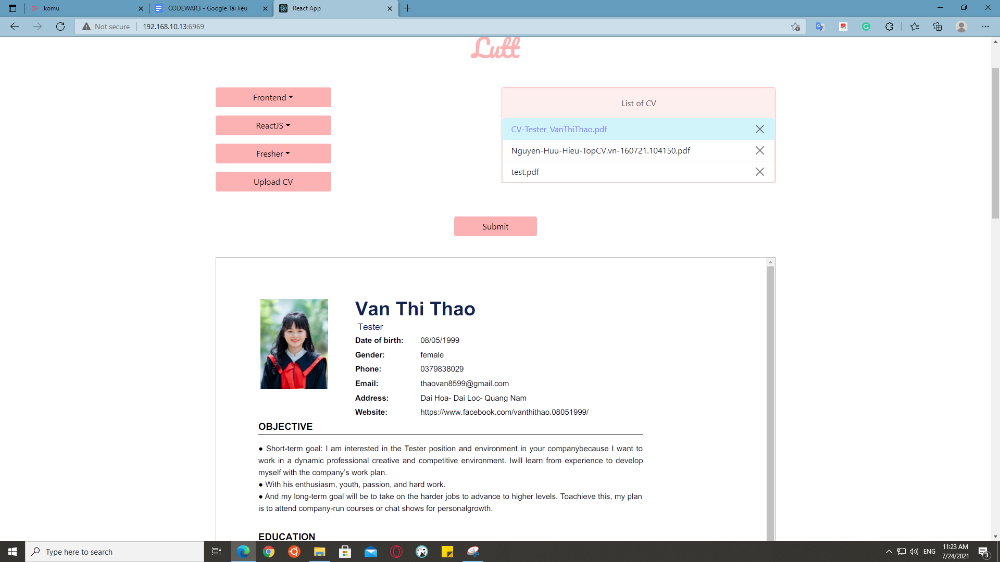 komu
CODEWAR3 - Google Tài liệu
React App
Not secure
192.168.10.13:6969
Lutt
Frontend
ReactJS
Fresher
Upload CV
List of CV
CV-Tester_VanThiThao.pdf
Nguyen-Huu-Hieu-TopCV.vn-160721.104150.pdf
test.pdf
Submit
Van Thi Thao
Tester
Date of birth: 08/05/1999
Gender: female
Phone: 0379838029
Email: thaovan8599@gmail.com
Address: Dai Hoa- Dai Loc- Quang Nam
Website: https://www.facebook.com/vanthithao.08051999/
OBJECTIVE
● Short-term goal: I am interested in the Tester position and environment in your companybecause I want to
work in a dynamic professional creative and competitive environment. Iwill learn from experience to develop
myself with the company's work plan.
● With his enthusiasm, youth, passion, and hard work.
● And my long-term goal will be to take on the harder jobs to advance to higher levels. Toachieve this, my plan
is to attend company-run courses or chat shows for personalgrowth.
EDUCATION
Type here to search
ENG
11:23 AM
7/24/2021
3